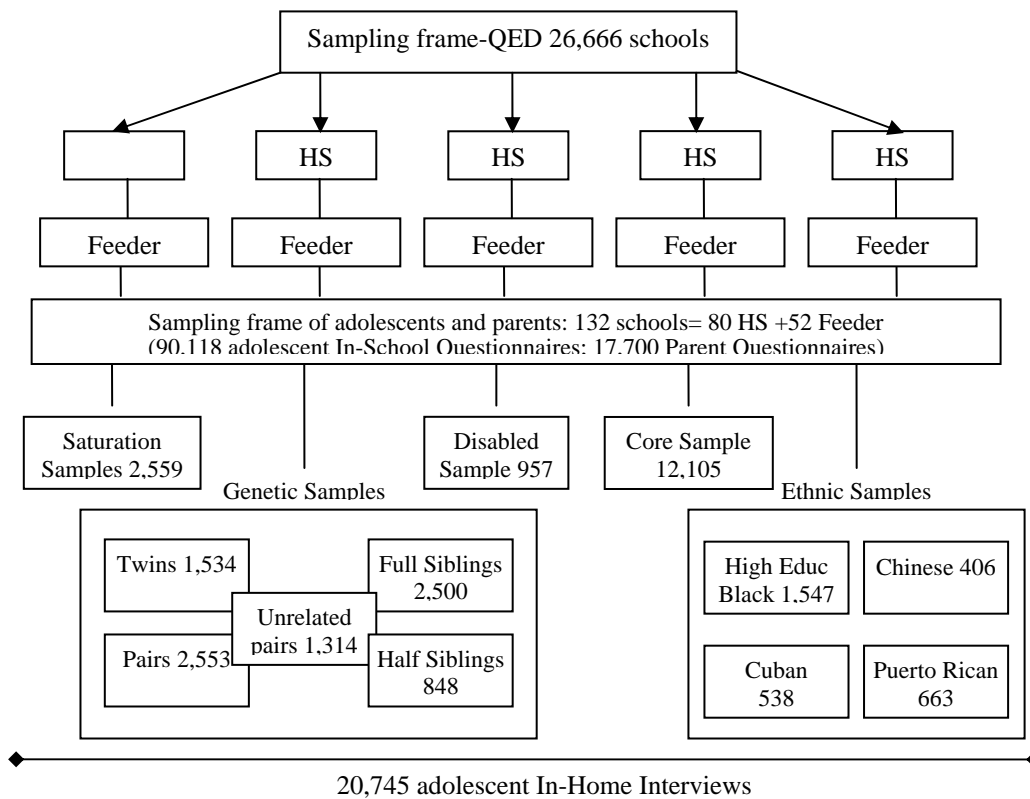 Sampling frame-QED 26,666 schools
HS
HS
HS
HS
Feeder
Feeder
Feeder
Feeder
Feeder
Sampling frame of adolescents and parents: 132 schools= 80 HS +52 Feeder
(90,118 adolescent In-School Questionnaires; 17,700 Parent Questionnaires)
Saturation
Samples 2,559
Disabled
Sample 957
Core Sample
12,105
Genetic Samples
Ethnic Samples
Twins 1,534
Full Siblings
2,500
Unrelated
pairs 1,314
Pairs 2,553
Half Siblings
848
High Educ
Black 1,547
Chinese 406
Cuban
538
Puerto Rican
663
20,745 adolescent In-Home Interviews